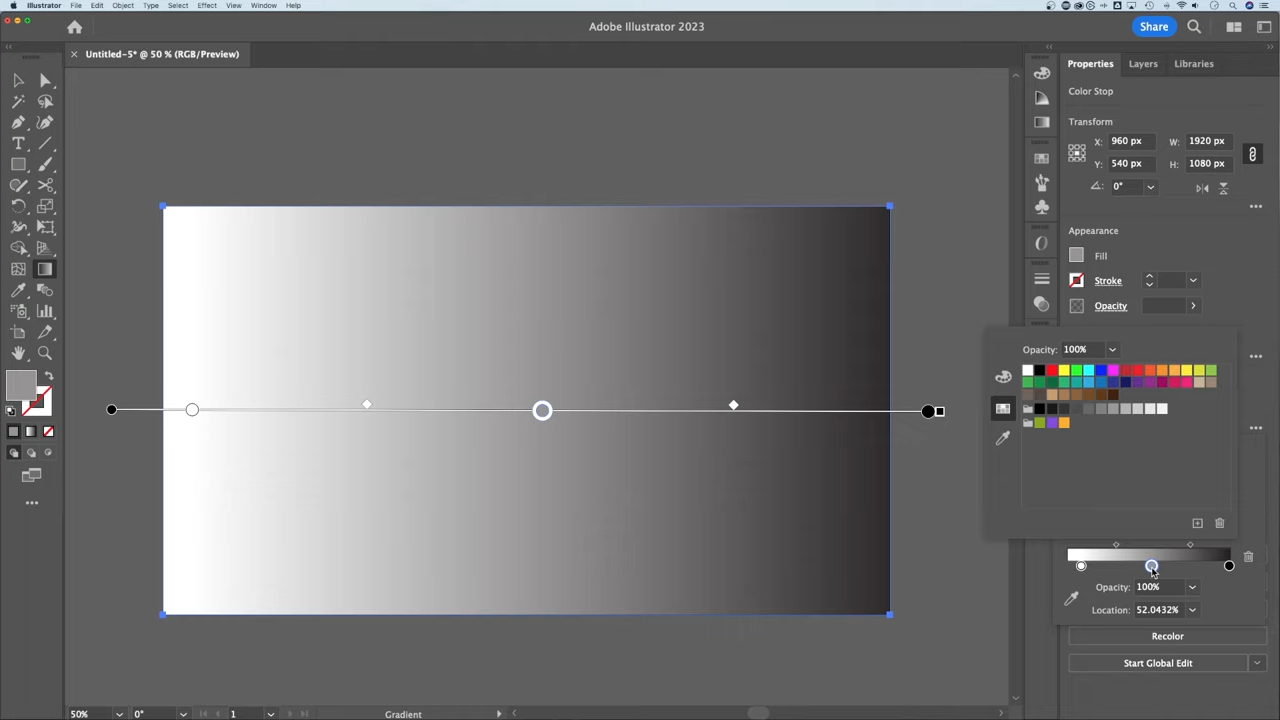 Illustrator File Edit Object Type Select Effect View Window Help
Adobe Illustrator 2023
Share
Untitled-5* @ 50 % (RGB/Preview)
Properties Layers Libraries
Color Stop
Transform
X: 960 px W: 1920 px
Y: 540 px H: 1080 px
0°
Appearance
Fill
Stroke
Opacity
Opacity: 100%
Opacity: 100%
Location: 52.0432%
Recolor
Start Global Edit
50% 0° 1 Gradient